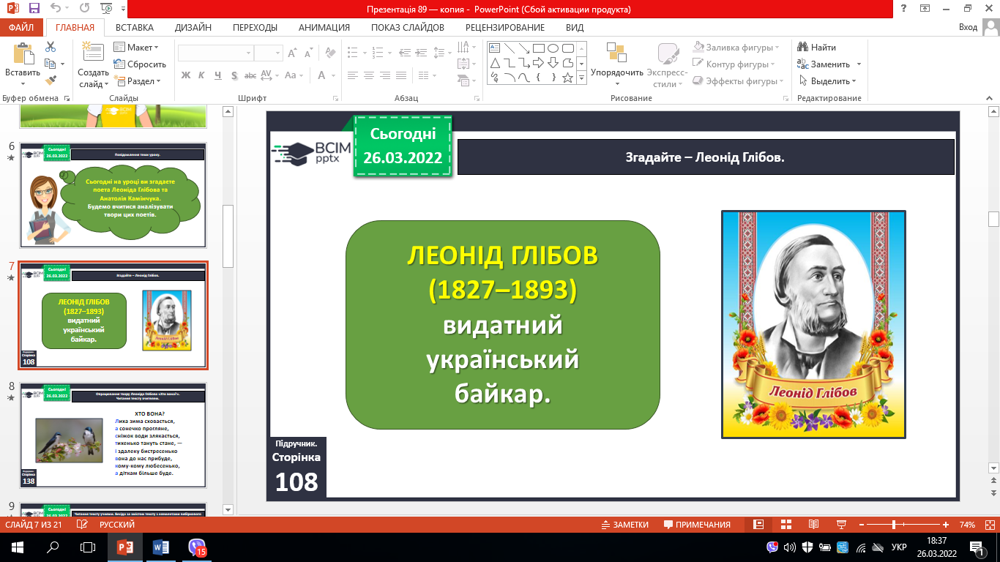 Презентація 89 — копия - PowerPoint (Сбой активации продукта)
ФАЙЛ ГЛАВНАЯ ВСТАВКА ДИЗАЙН ПЕРЕХОДЫ АНИМАЦИЯ ПОКАЗ СЛАЙДОВ РЕЦЕНЗИРОВАНИЕ ВИД Вход
Вставить
Создать
слайд
Макет
Сбросить
Раздел
Ж К Ч S abc AV Aa A
Заливка фигуры
Контур фигуры
Эффекты фигуры
Упорядочить
Экспресс-
стили
Найти
Заменить
Выделить
Буфер обмена Слайды Шрифт Абзац Рисование Редактирование
ВСІМ
6
Сьогодні
26.03.2022
Повідомлення теми уроку.
Сьогодні на уроці ви згадаєте
поета Леоніда Глібова та
Анатолія Камінчука.
Будемо вчитися аналізувати
твори цих поетів.
7
Сьогодні
26.03.2022
Згадайте – Леонід Глібов.
ЛЕОНІД ГЛІБОВ
(1827–1893)
видатний
український
байкар.
Леонід Глібов
Підручник.
Сторінка
108
8
Сьогодні
26.03.2022
Опрацювання твору Леоніда Глібова «Хто вона?».
Читання тексту вчителем.
ХТО ВОНА?
Лиха зима сховається,
а сонечко прогляне,
сніжок води злякається,
тихенько тануть стане, —
і здалеку бистресенько
вона до нас прибуде,
кому-кому любесенько,
а діткам більше буде.
Підручник.
Сторінка
138
9
Сьогодні
26.03.2022
Читання тексту учнями. Бесіда за змістом тексту з елементами вибіркового
ВСІМ
pptx
Сьогодні
26.03.2022
Згадайте – Леонід Глібов.
ЛЕОНІД ГЛІБОВ
(1827–1893)
видатний
український
байкар.
Леонід Глібов
Підручник.
Сторінка
108
СЛАЙД 7 ИЗ 21 РУССКИЙ ЗАМЕТКИ ПРИМЕЧАНИЯ 74%
15
УКР
18:37
26.03.2022
1